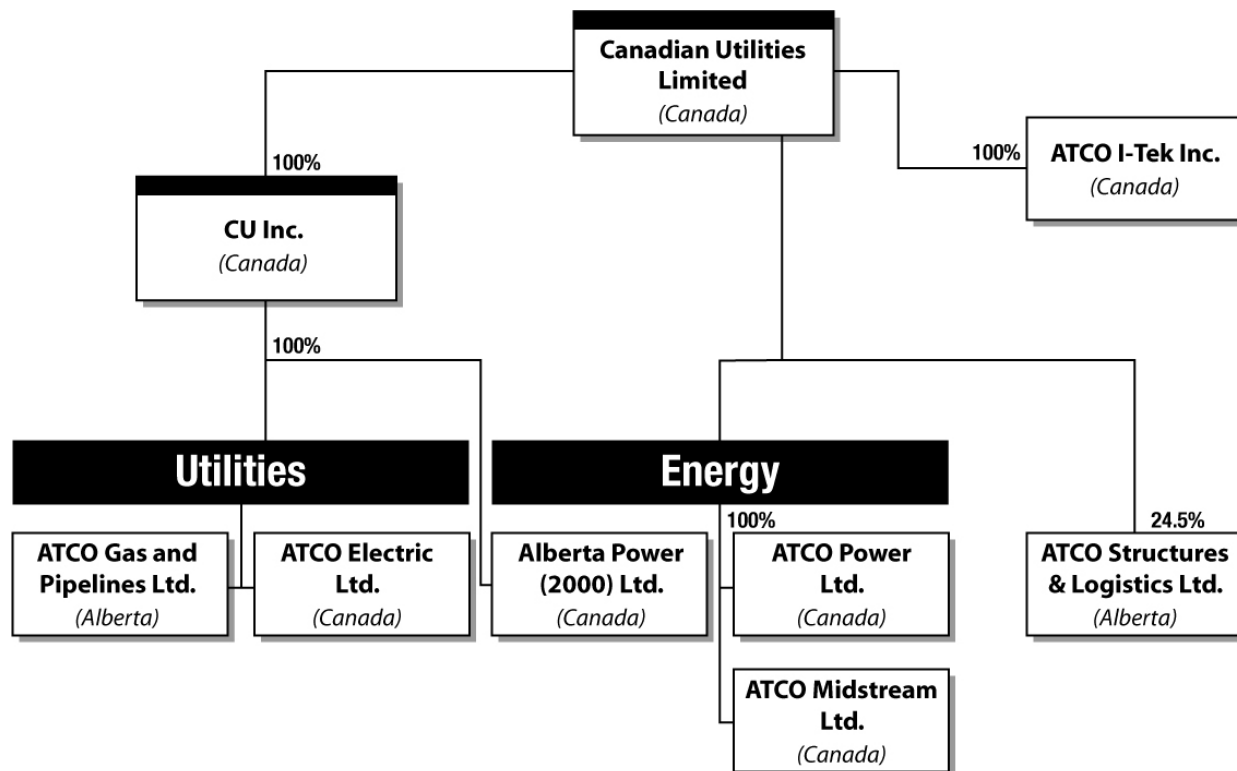 Canadian Utilities
Limited
(Canada)
100%
ATCO I-Tek Inc.
(Canada)
100%
CU Inc.
(Canada)
100%
Utilities
Energy
ATCO Gas and
Pipelines Ltd.
(Alberta)
ATCO Electric
Ltd.
(Canada)
Alberta Power
(2000) Ltd.
(Canada)
100%
ATCO Power
Ltd.
(Canada)
24.5%
ATCO Structures
& Logistics Ltd.
(Alberta)
ATCO Midstream
Ltd.
(Canada)